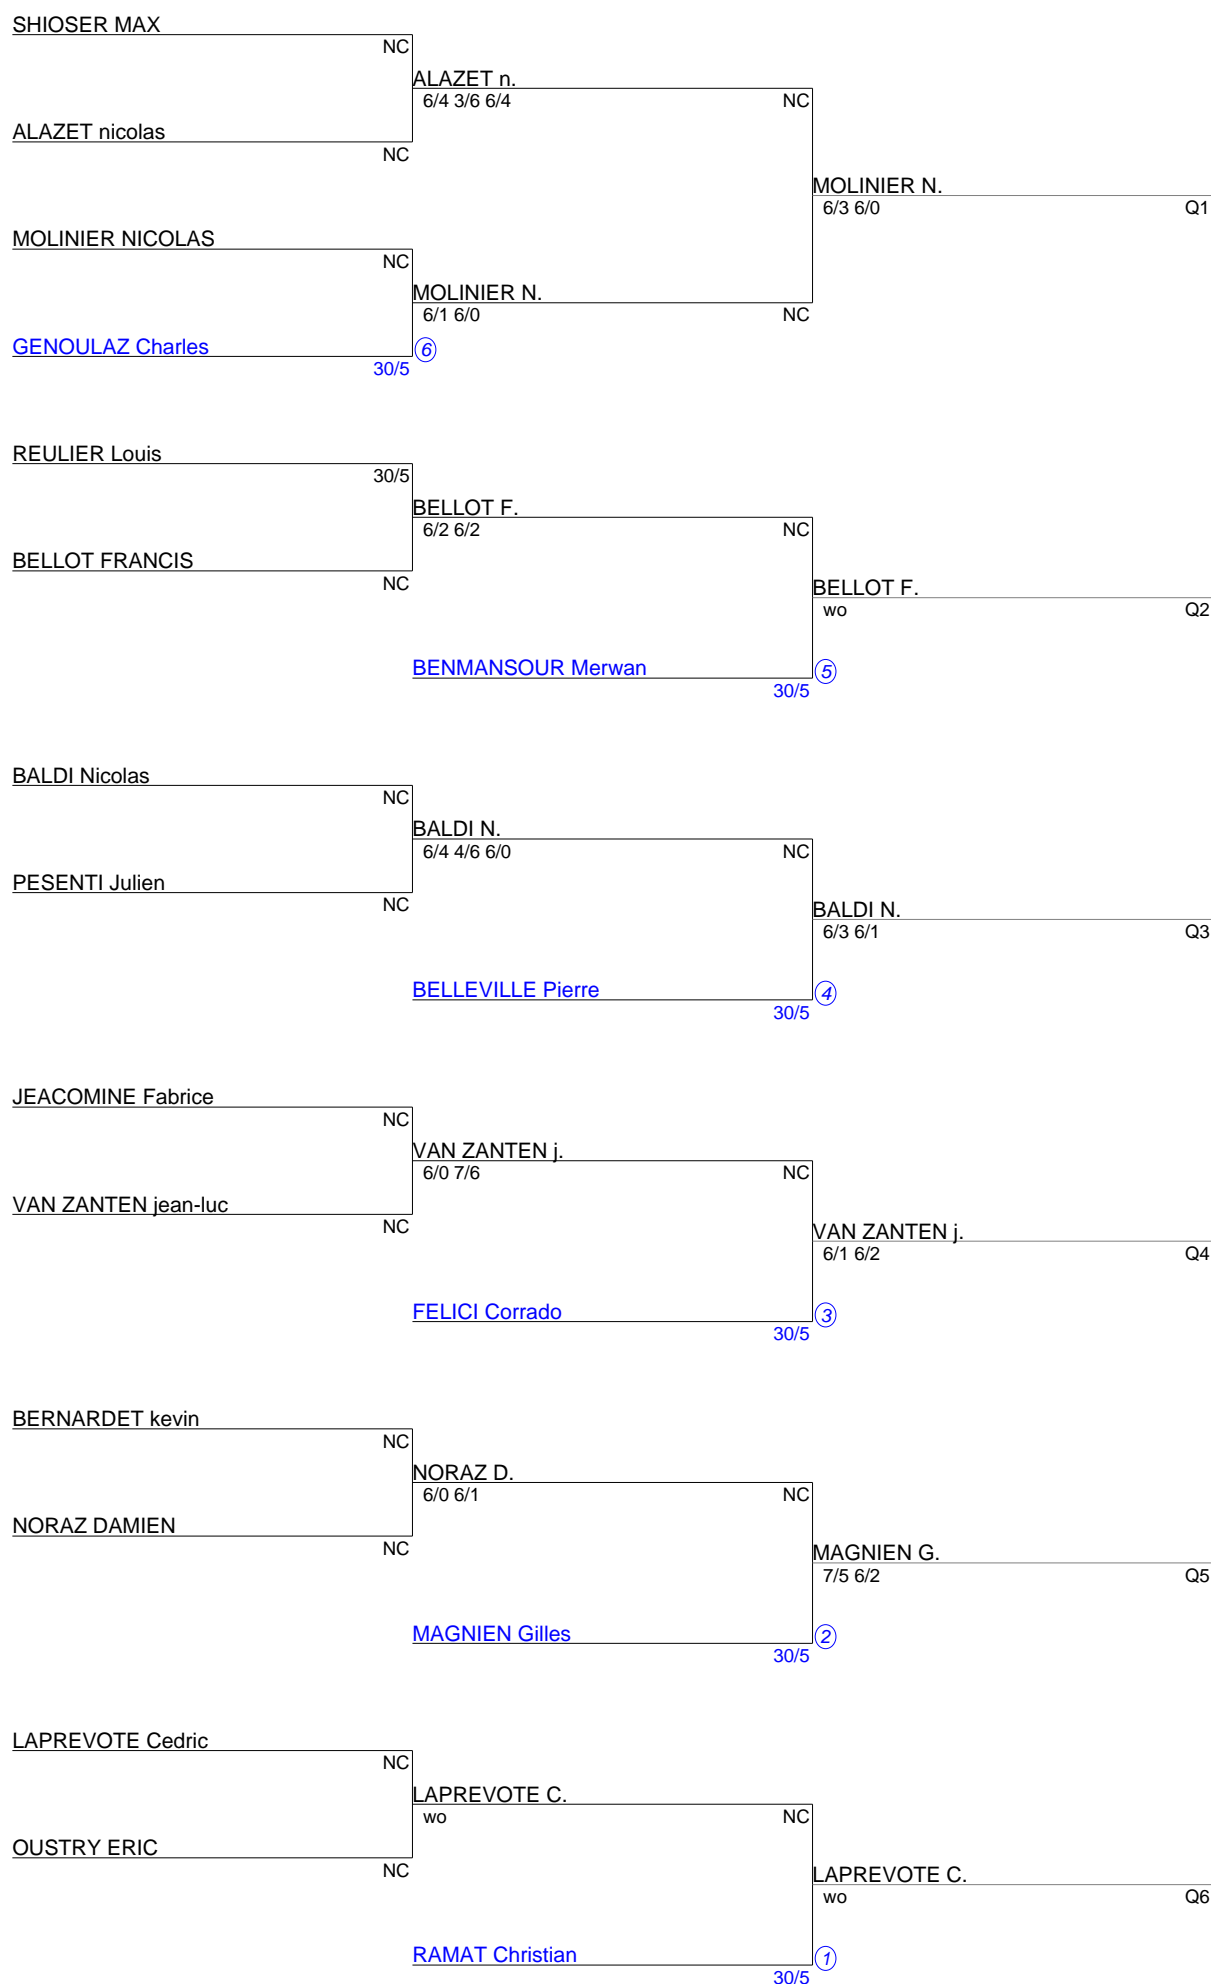 SHIOSER MAX
NC
ALAZET n.
6/4 3/6 6/4
NC
ALAZET nicolas
NC
MOLINIER N.
6/3 6/0
Q1
MOLINIER NICOLAS
NC
MOLINIER N.
6/1 6/0
NC
GENOULAZ Charles
6
30/5
REULIER Louis
30/5
BELLOT F.
6/2 6/2
NC
BELLOT FRANCIS
NC
BELLOT F.
wo
Q2
BENMANSOUR Merwan
5
30/5
BALDI Nicolas
NC
BALDI N.
6/4 4/6 6/0
NC
PESENTI Julien
NC
BALDI N.
6/3 6/1
Q3
BELLEVILLE Pierre
4
30/5
JEACOMINE Fabrice
NC
VAN ZANTEN j.
6/0 7/6
NC
VAN ZANTEN jean-luc
NC
VAN ZANTEN j.
6/1 6/2
Q4
FELICI Corrado
3
30/5
BERNARDET kevin
NC
NORAZ D.
6/0 6/1
NC
NORAZ DAMIEN
NC
MAGNIEN G.
7/5 6/2
Q5
MAGNIEN Gilles
2
30/5
LAPREVOTE Cedric
NC
LAPREVOTE C.
wo
NC
OUSTRY ERIC
NC
LAPREVOTE C.
wo
Q6
RAMAT Christian
1
30/5